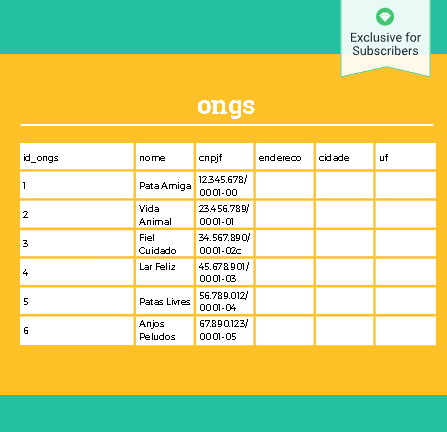 Exclusive for
Subscribers
ongs
id_ongs nome cnpjf endereco cidade uf
1 Pata Amiga 12.345.678/
0001-00
2 Vida
Animal 23.456.789/
0001-01
3 Fiel
Cuidado 34.567.890/
0001-02c
4 Lar Feliz 45.678.901/
0001-03
5 Patas Livres 56.789.012/
0001-04
6 Anjos
Peludos 67.890.123/
0001-05